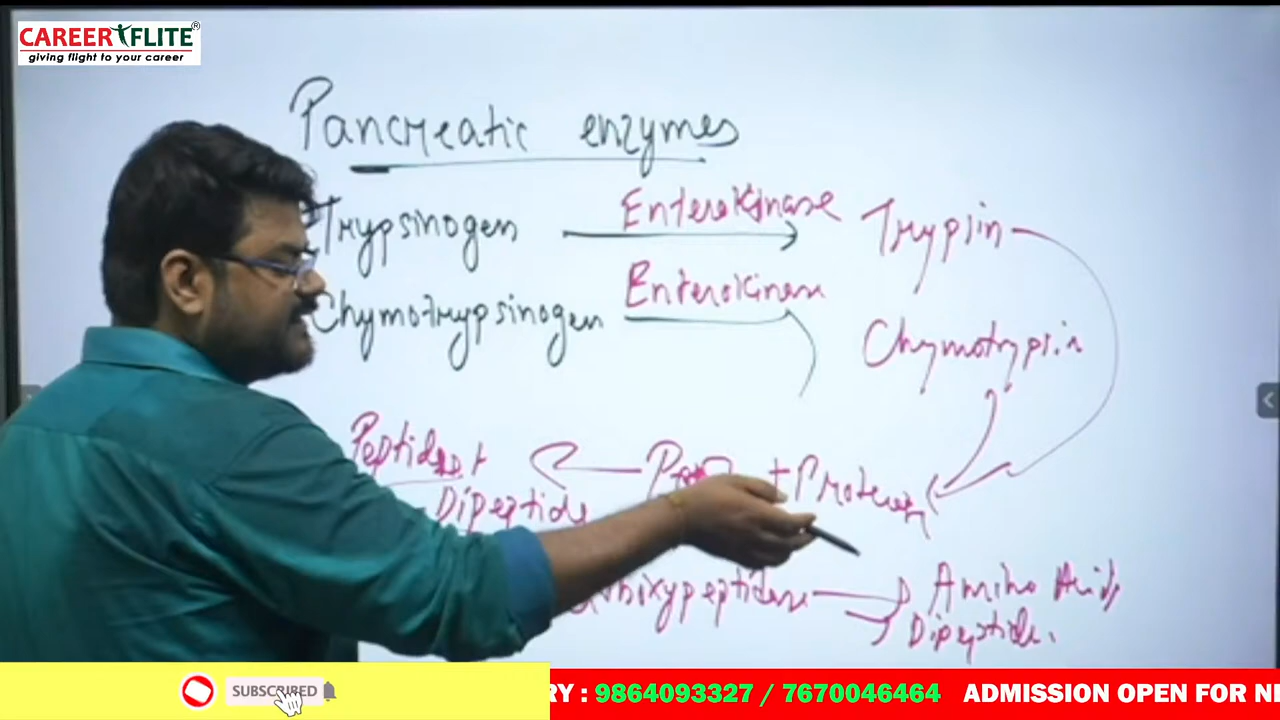 CAREER FLITE®
giving flight to your career
Pancreatic enzymes
Trypsinogen Enterokinase Trypsin
Chymotrypsinogen Enterokinase Chymotrypsin
Peptides + Dipeptide + Protein
Amino Acids
Dipeptide.
SUBSCRIBED
RY : 9864093327 / 7670046464 ADMISSION OPEN FOR NE